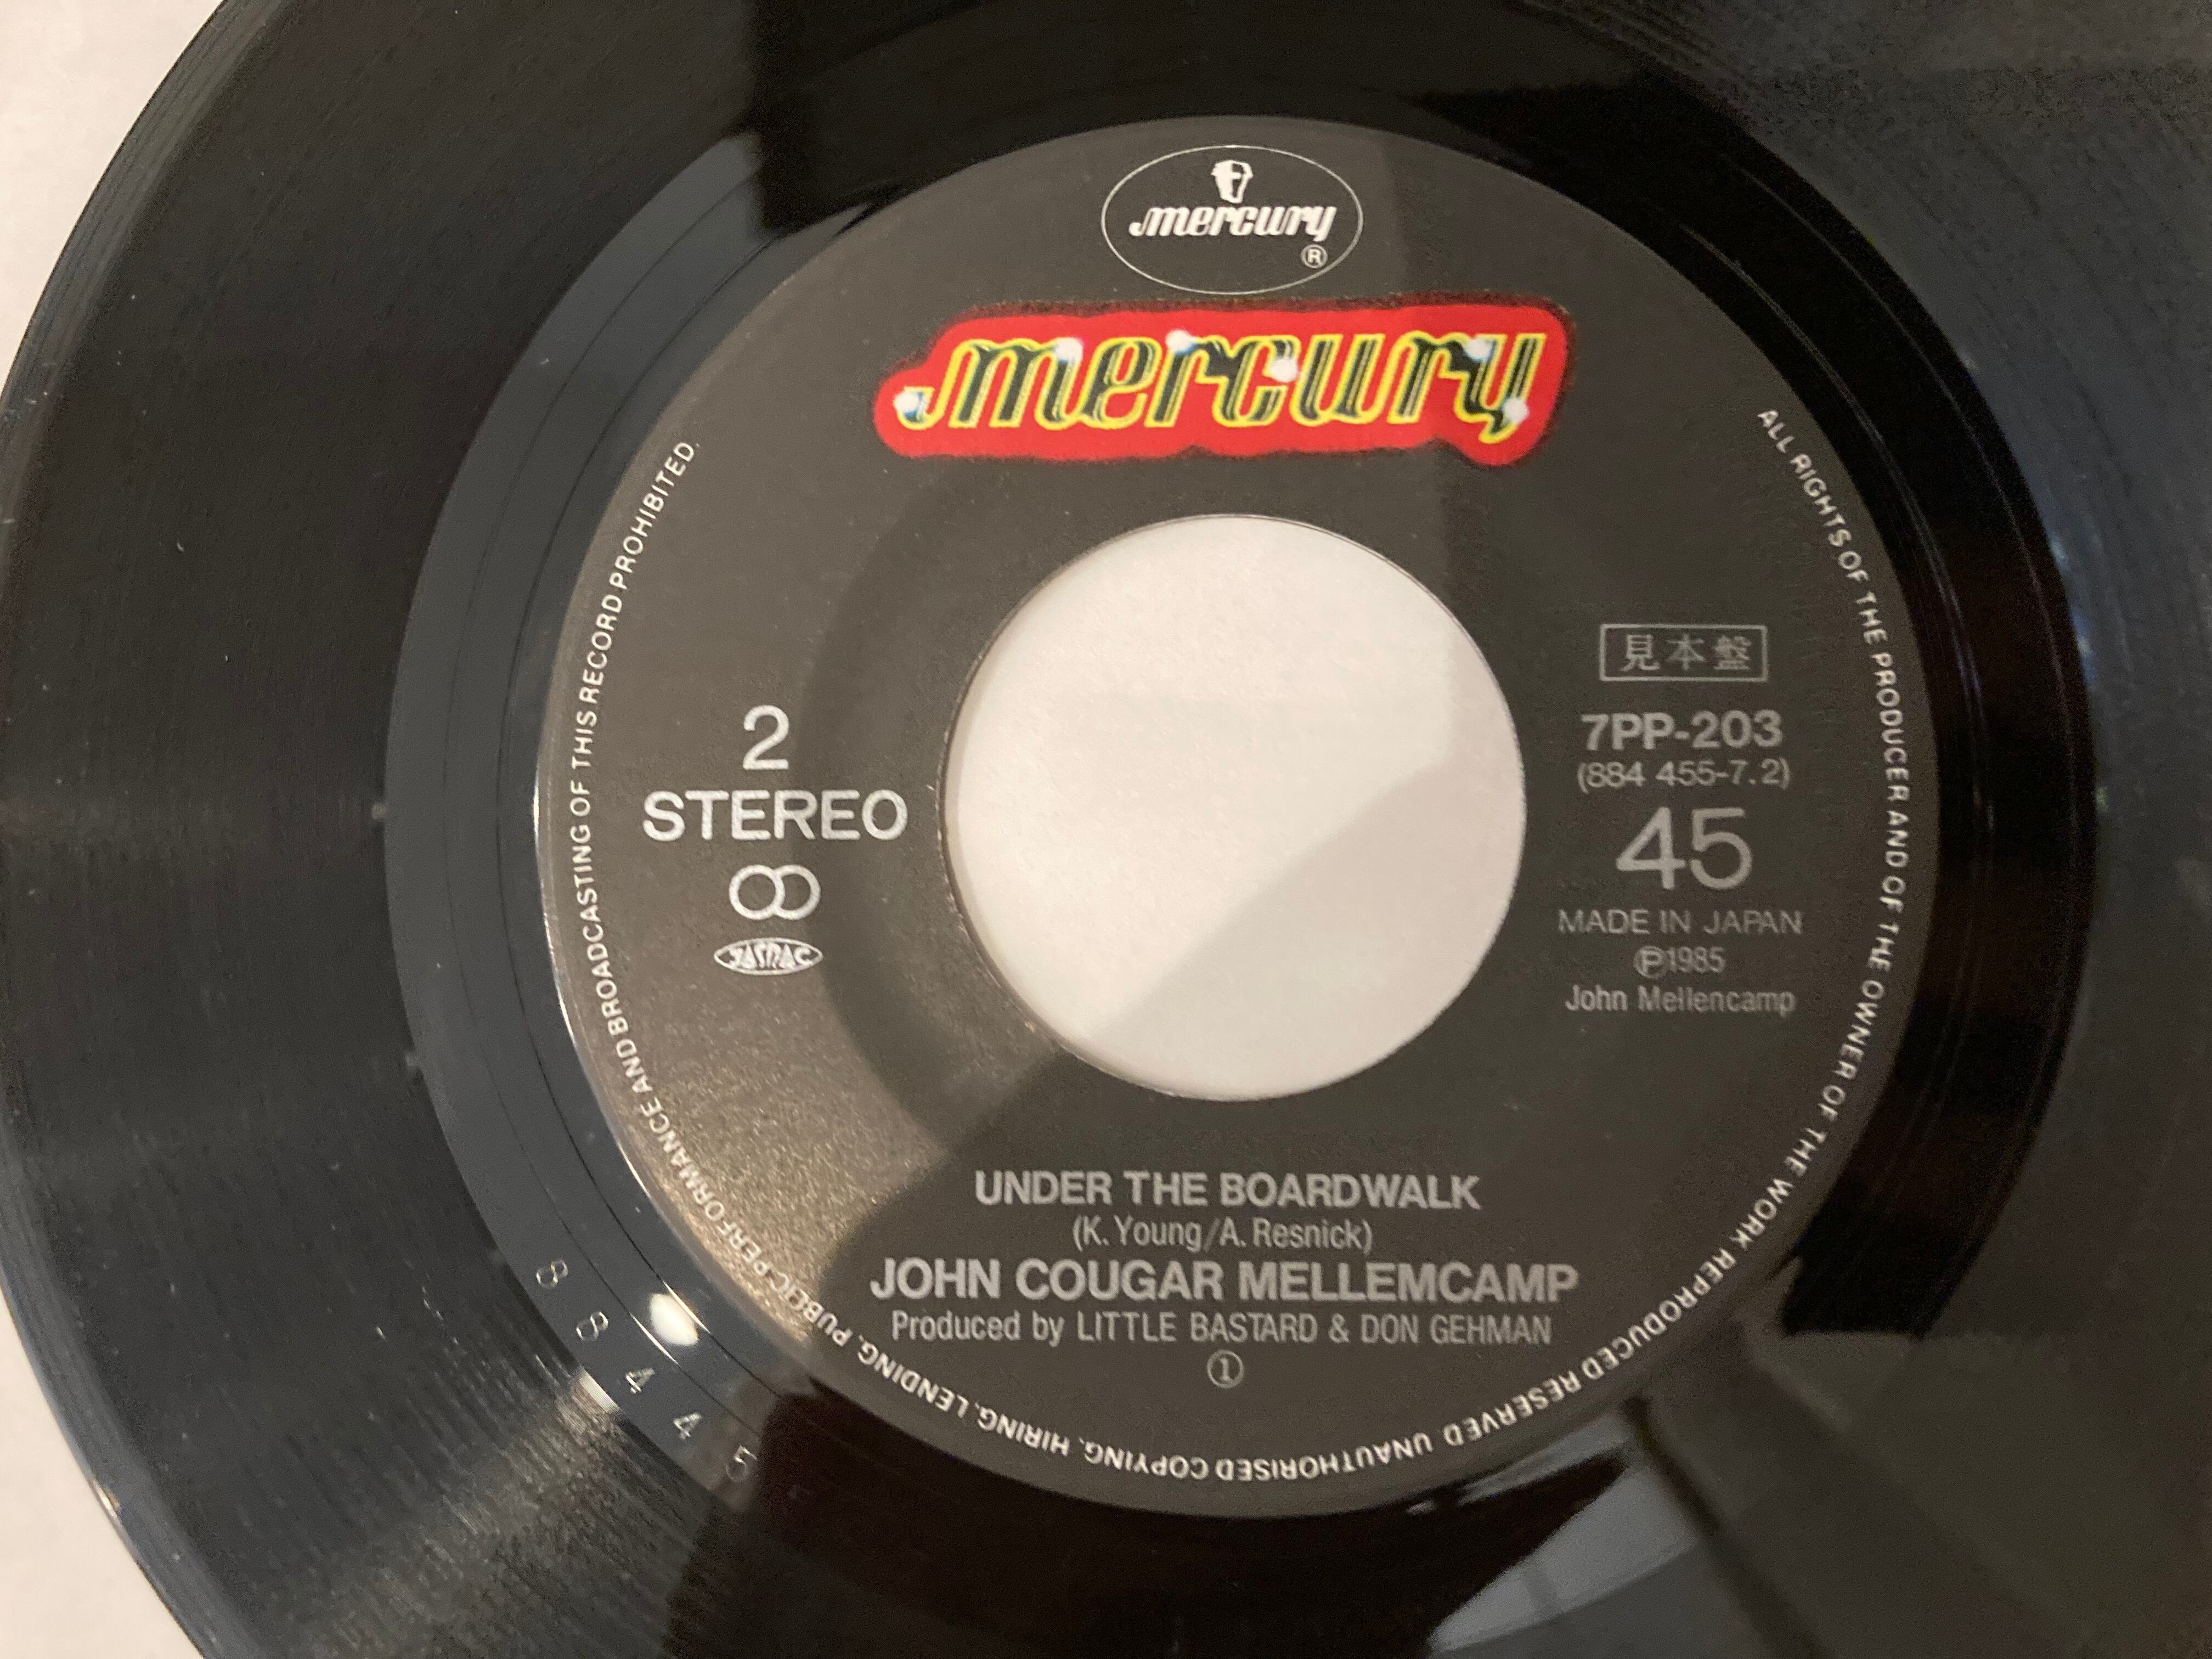 mercury
®
mercury
見本盤
7PP-203
(884 455-7.2)
45
MADE IN JAPAN
Ⓟ1985
John Mellencamp
2
STEREO
JASRAC
UNDER THE BOARDWALK
(K. Young/A. Resnick)
JOHN COUGAR MELLEMCAMP
Produced by LITTLE BASTARD & DON GEHMAN
①
ALL RIGHTS OF THE PRODUCER AND OF THE OWNER OF THE WORK REPRODUCED RESERVED UNAUTHORISED COPYING, HIRING, LENDING, PUBLIC PERFORMANCE AND BROADCASTING OF THIS RECORD PROHIBITED.
88445